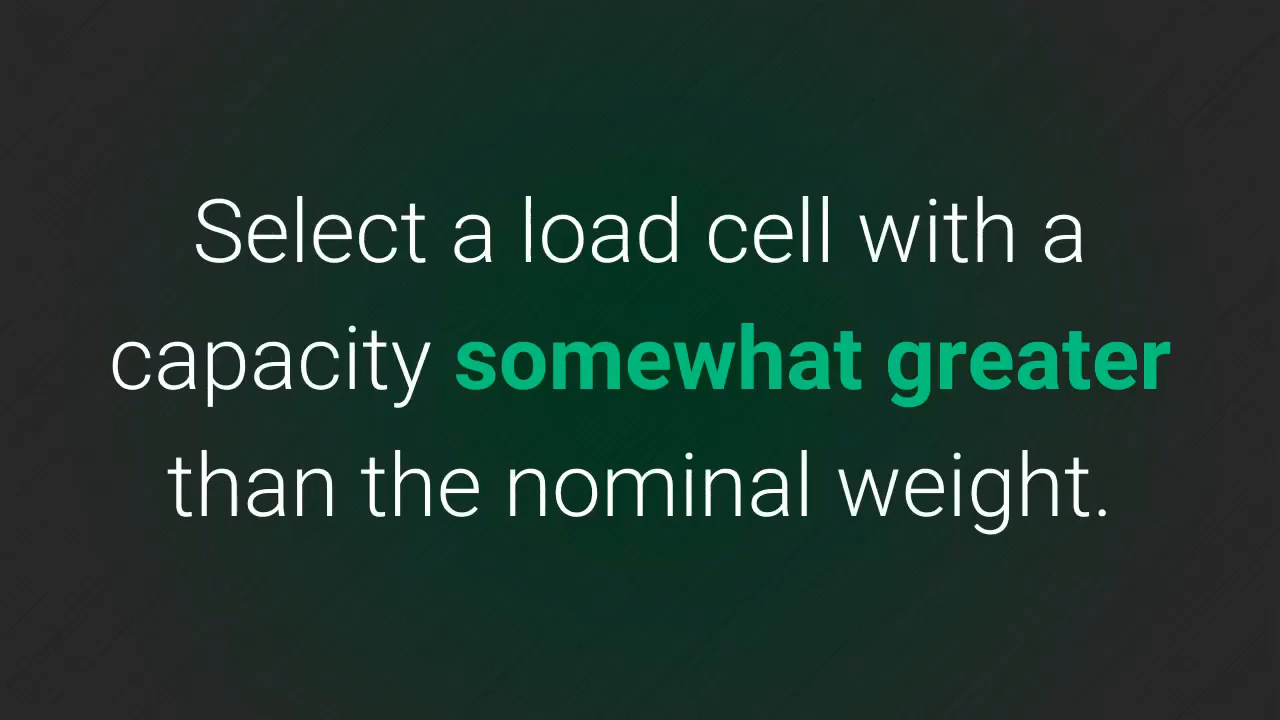 Select a load cell with a
capacity somewhat greater
than the nominal weight.